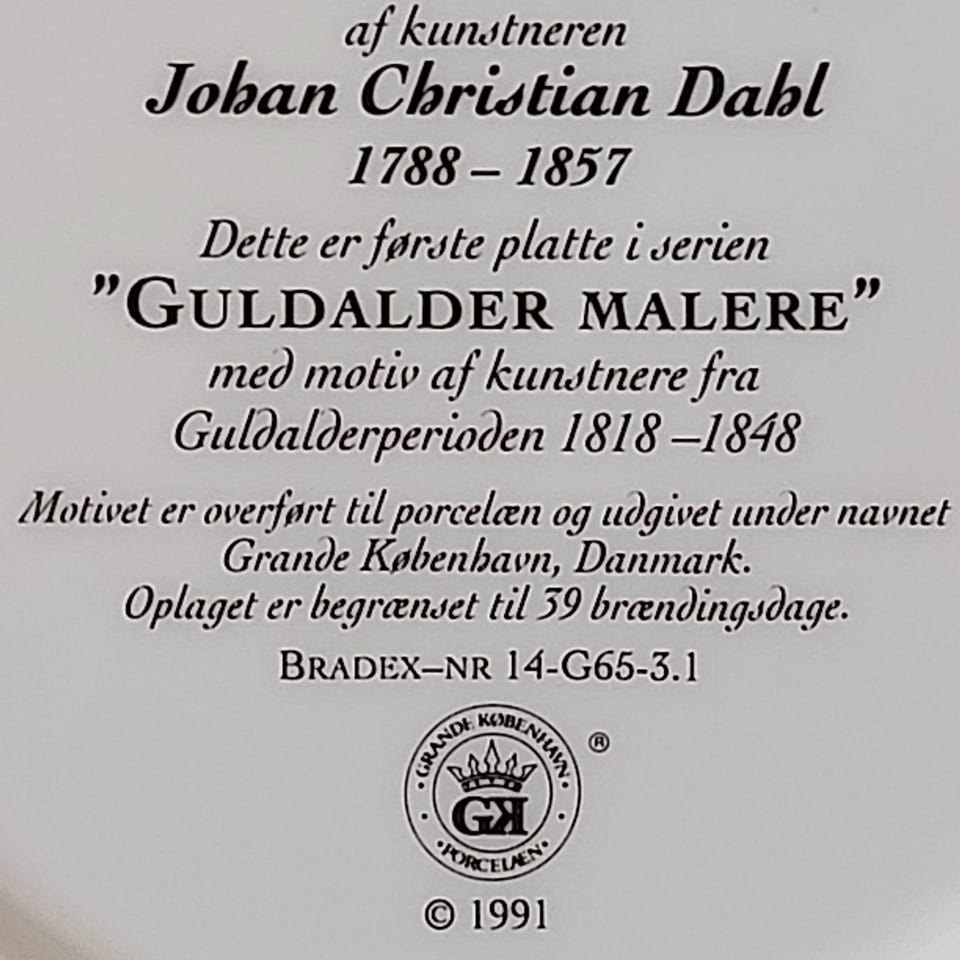 af kunstneren
Johan Christian Dahl
1788 – 1857
Dette er første platte i serien
"GULDALDER MALERE"
med motiv af kunstnere fra
Guldalderperioden 1818 –1848
Motivet er overført til porcelæn og udgivet under navnet
Grande København, Danmark.
Oplaget er begrænset til 39 brændingsdage.
BRADEX–NR 14-G65-3.1
GRANDE KØBENHAVN
®
GK
PORCELÆN
© 1991